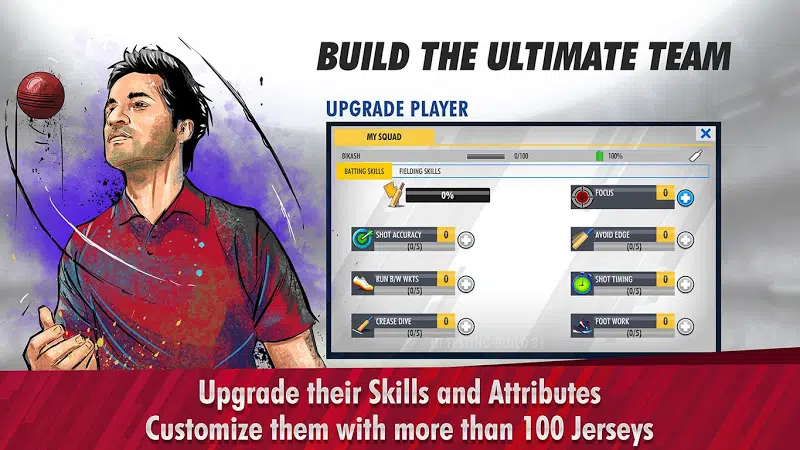 BUILD THE ULTIMATE TEAM
UPGRADE PLAYER
MY SQUAD
BIKASH 0/100 100%
BATTING SKILLS FIELDING SKILLS
0% FOCUS 0
SHOT ACCURACY 0 AVOID EDGE 0
(0/5) (0/5)
RUN B/W WKTS 0 SHOT TIMING 0
(0/5) (0/5)
CREASE DIVE 0 FOOT WORK 0
(0/5) (0/5)
Upgrade their Skills and Attributes
Customize them with more than 100 Jerseys